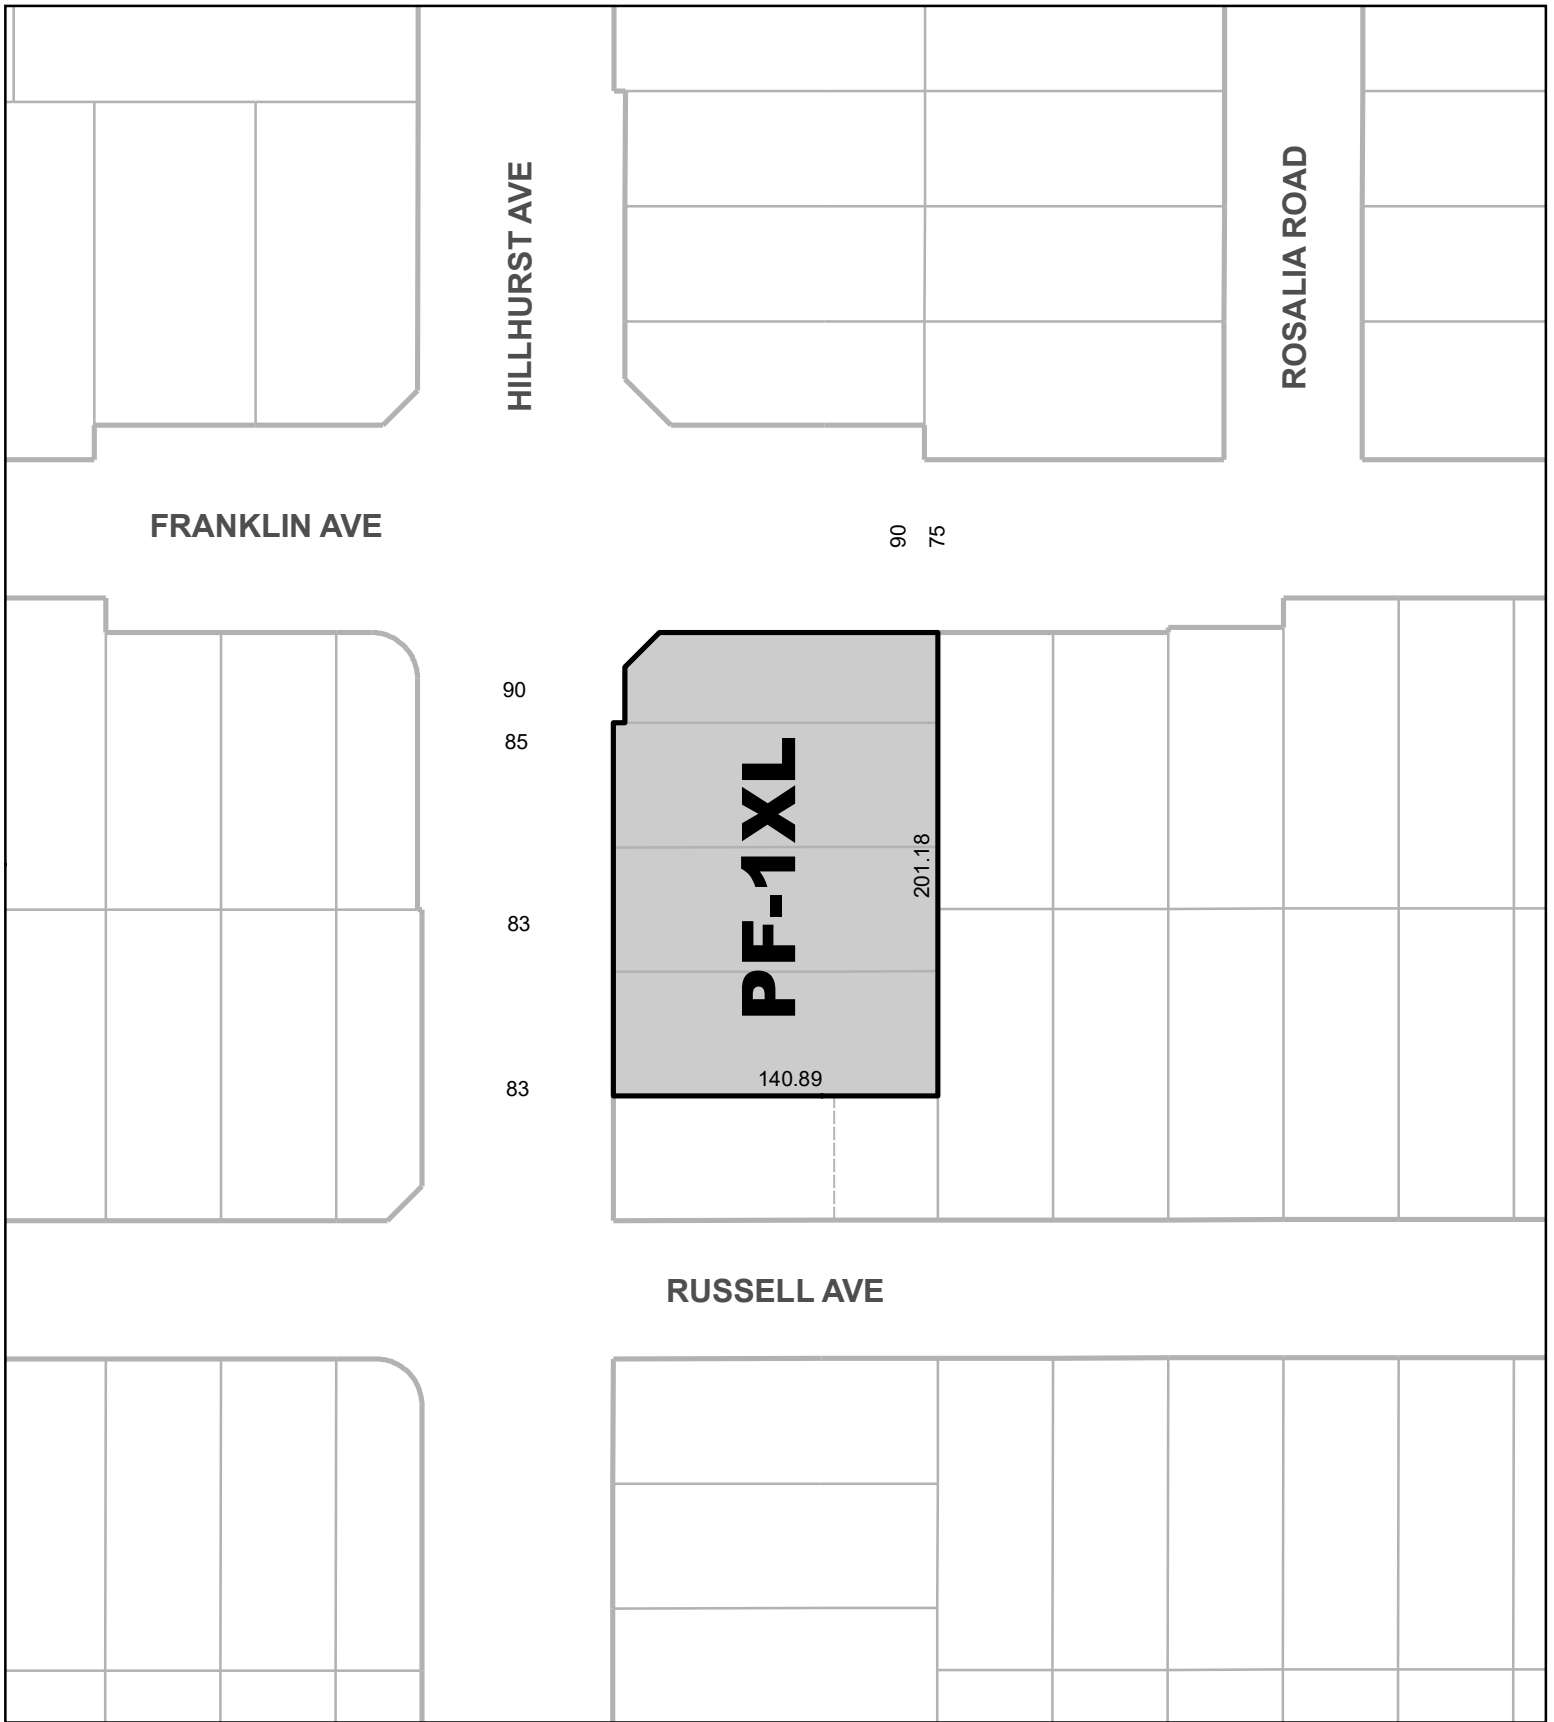 HILLHURST AVE
ROSALIA ROAD
FRANKLIN AVE
90
75
90
85
PF-1XL
201.18
83
140.89
83
RUSSELL AVE